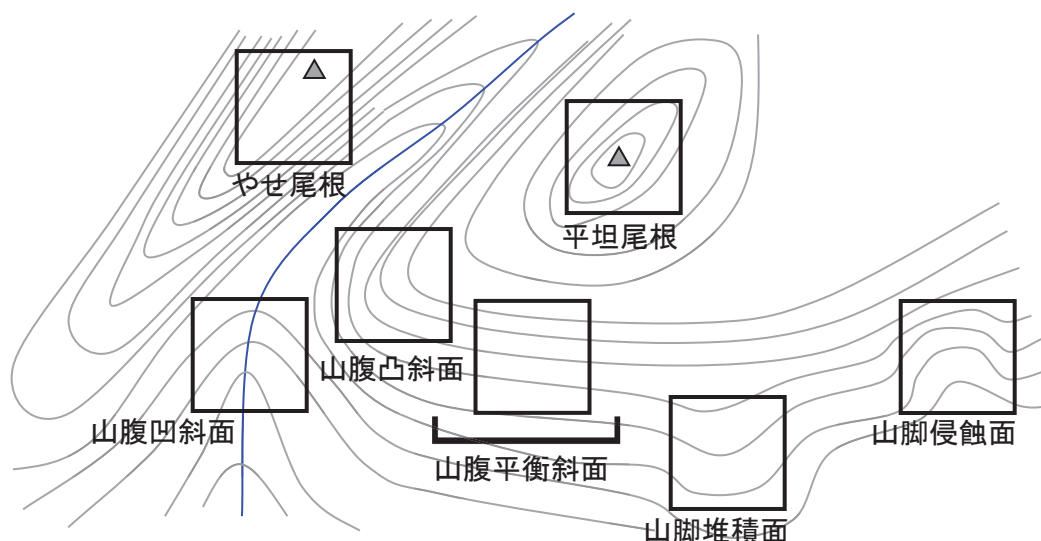 やせ尾根
平坦尾根
山腹凸斜面
山腹凹斜面
山脚侵蝕面
山腹平衡斜面
山脚堆積面